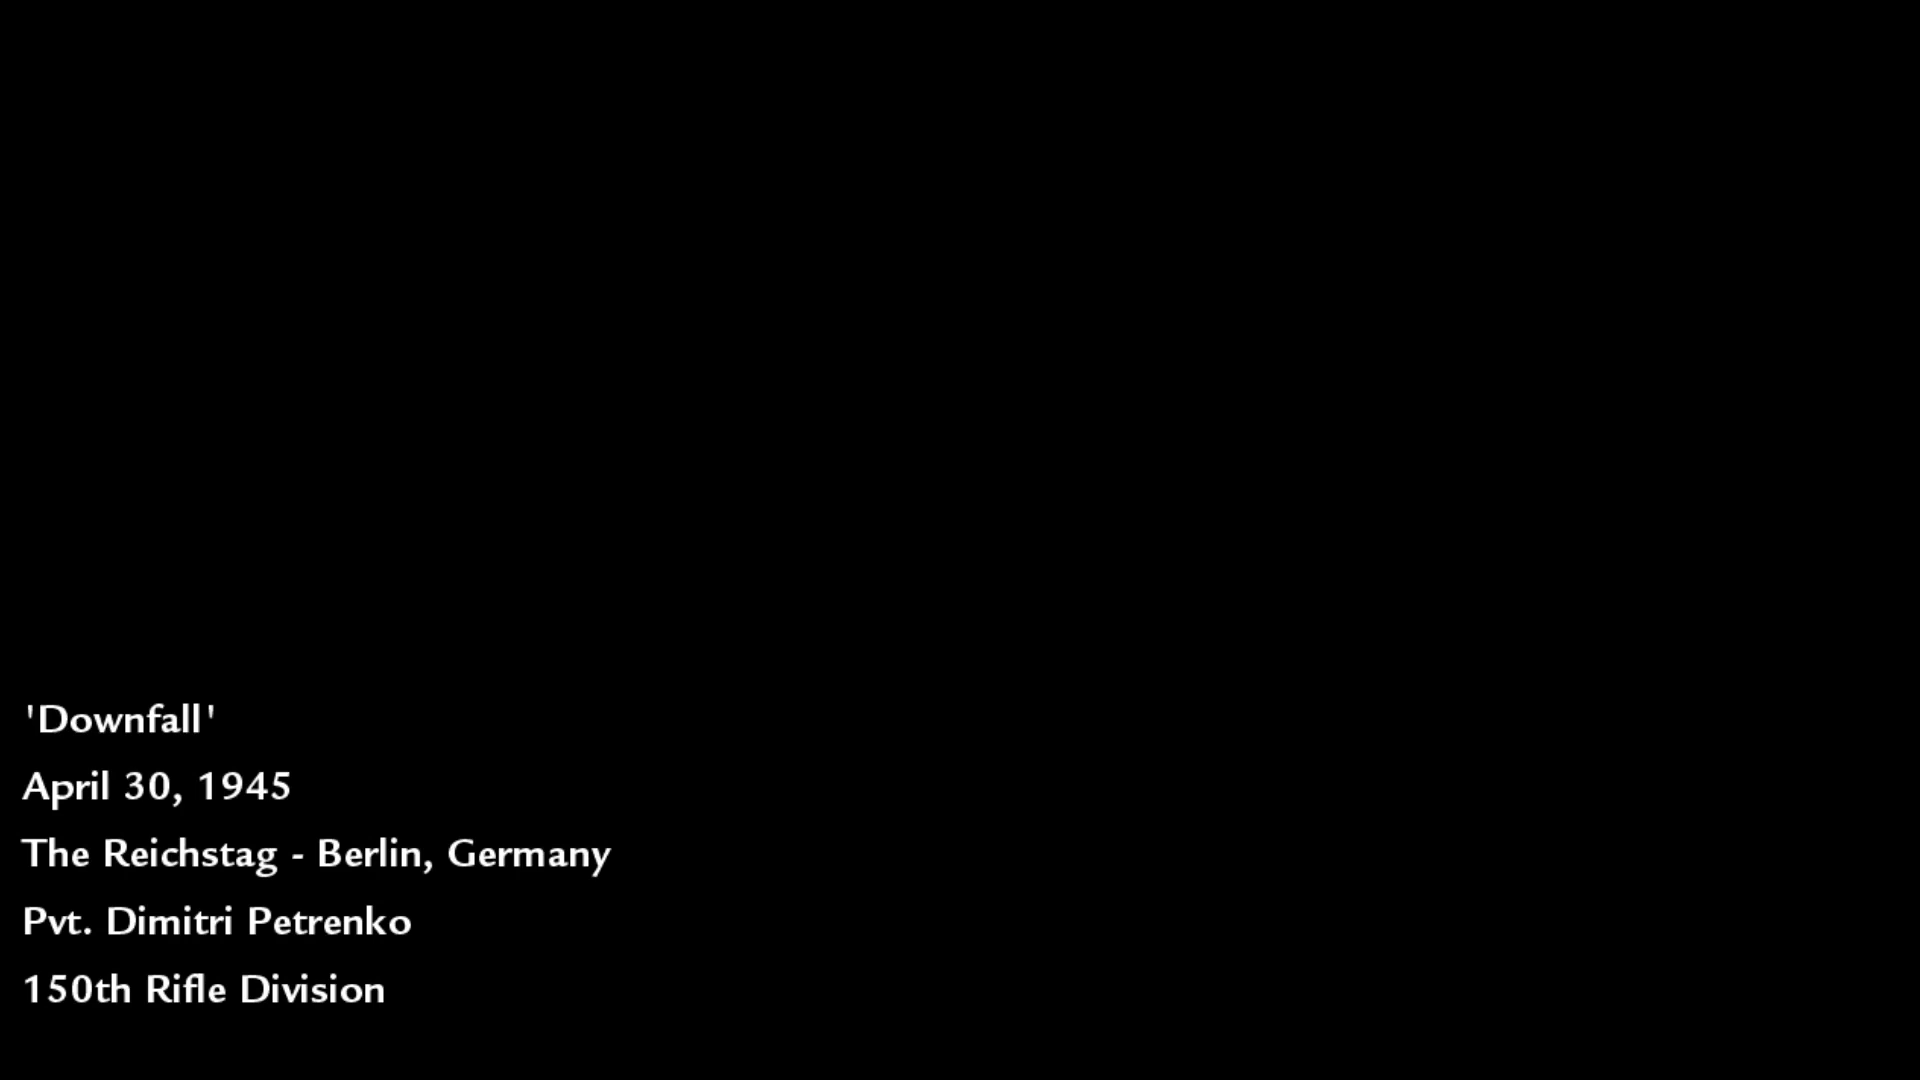 'Downfall'
April 30, 1945
The Reichstag - Berlin, Germany
Pvt. Dimitri Petrenko
150th Rifle Division